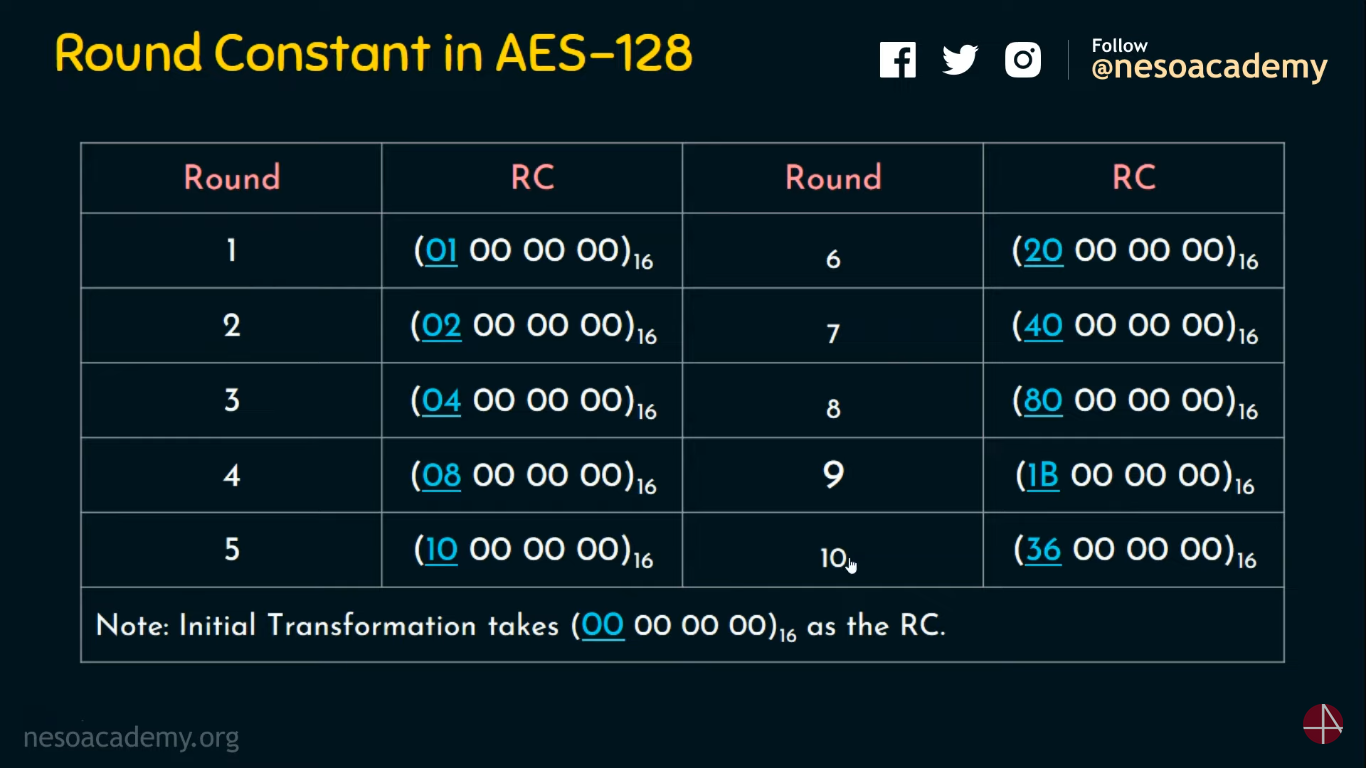 Round Constant in AES–128
Follow
@nesoacademy
Round RC Round RC
1 (01 00 00 00)16 6 (20 00 00 00)16
2 (02 00 00 00)16 7 (40 00 00 00)16
3 (04 00 00 00)16 8 (80 00 00 00)16
4 (08 00 00 00)16 9 (1B 00 00 00)16
5 (10 00 00 00)16 10 (36 00 00 00)16
Note: Initial Transformation takes (00 00 00 00)16 as the RC.
nesoacademy.org